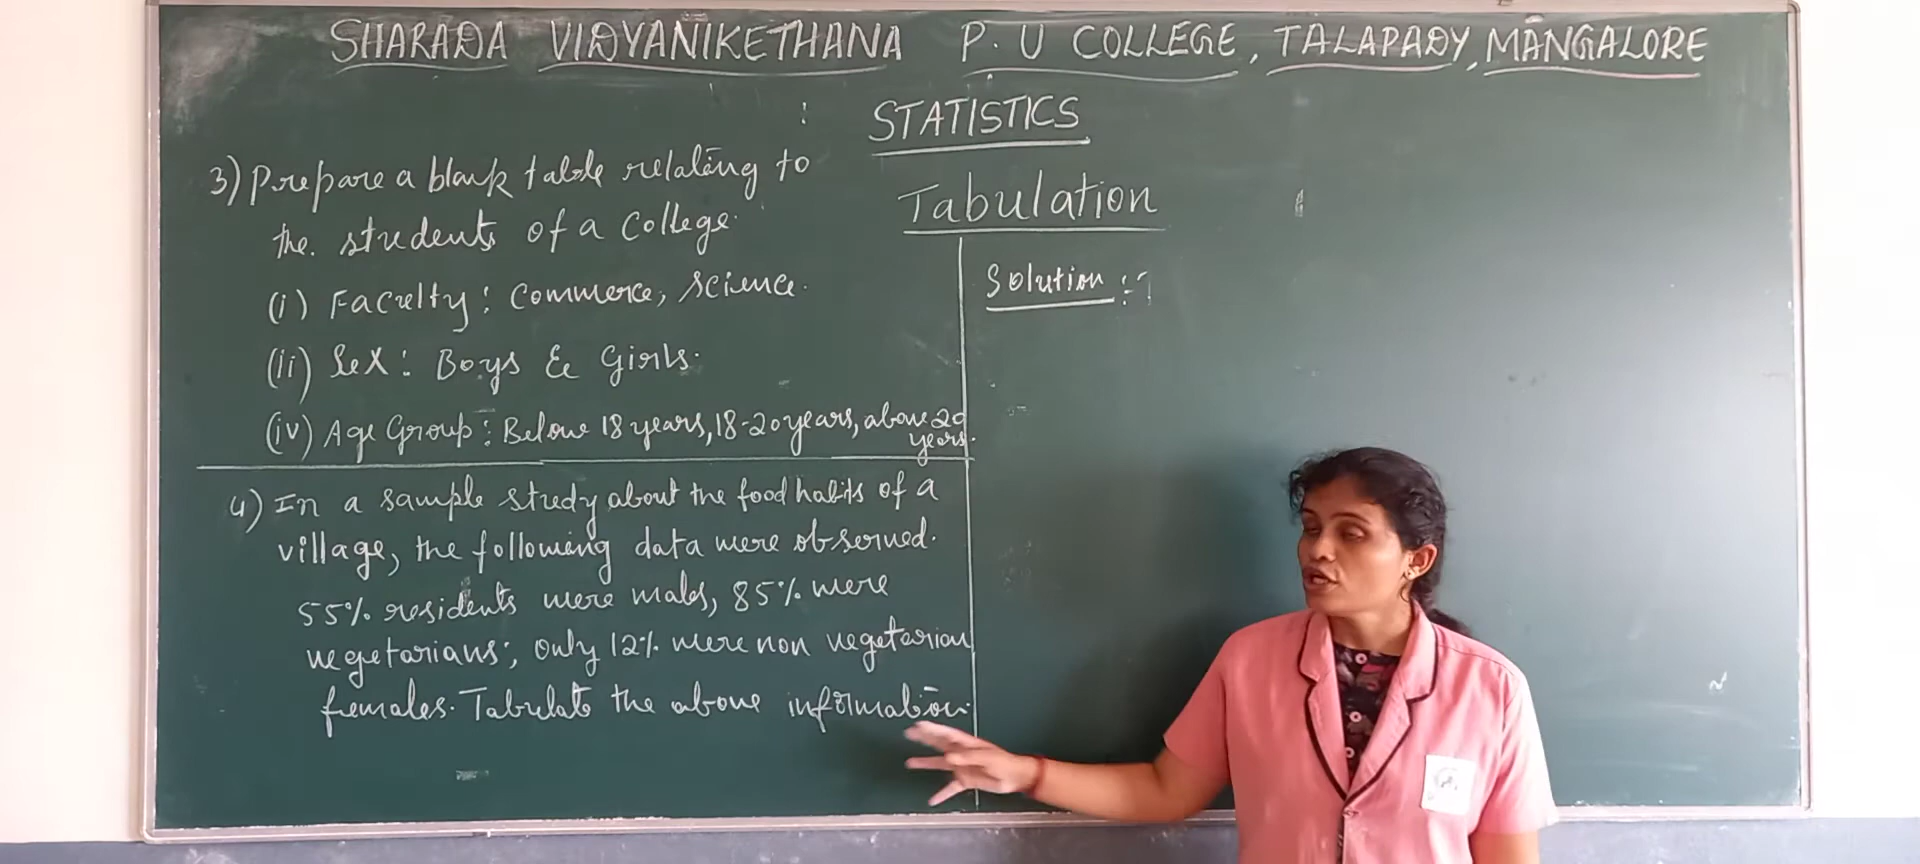 SHARADA VIDYANIKETHANA P.U COLLEGE, TALAPADY, MANGALORE
STATISTICS
Tabulation
3) Prepare a blank table relating to
the students of a College.
(i) Faculty : Commerce, Science.
(ii) Sex : Boys & Girls.
(iv) Age Group : Below 18 years, 18-20 years, above 20
years.
4) In a sample study about the food habits of a
village, the following data were observed.
55% residents were males, 85% were
vegetarians; only 12% were non vegetarian
females. Tabulate the above information.
Solution :-